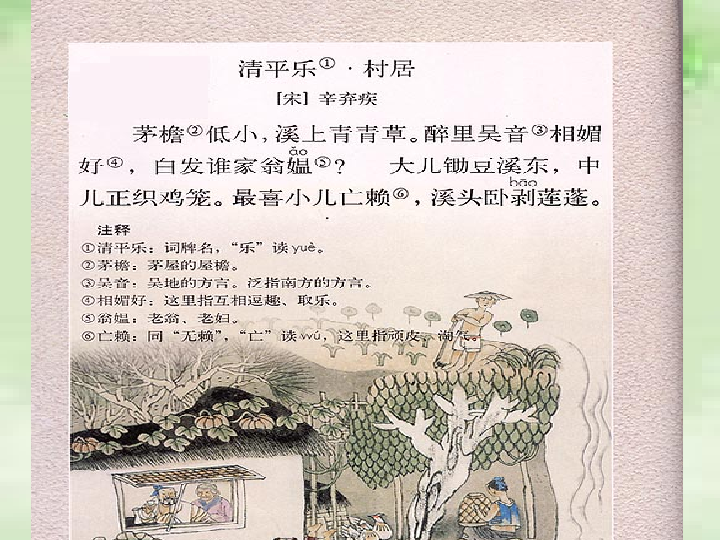 清平乐①·村居
[宋] 辛弃疾
茅檐②低小，溪上青青草。醉里吴音③相媚
ǎo
好④，白发谁家翁媪⑤？ 大儿锄豆溪东，中
bāo
儿正织鸡笼。最喜小儿亡赖⑥，溪头卧剥莲蓬。
注释
①清平乐：词牌名，“乐”读yuè。
②茅檐：茅屋的屋檐。
③吴音：吴地的方言。泛指南方的方言。
④相媚好：这里指互相逗趣、取乐。
⑤翁媪：老翁、老妇。
⑥亡赖：同“无赖”，“亡”读wú，这里指顽皮、淘气。